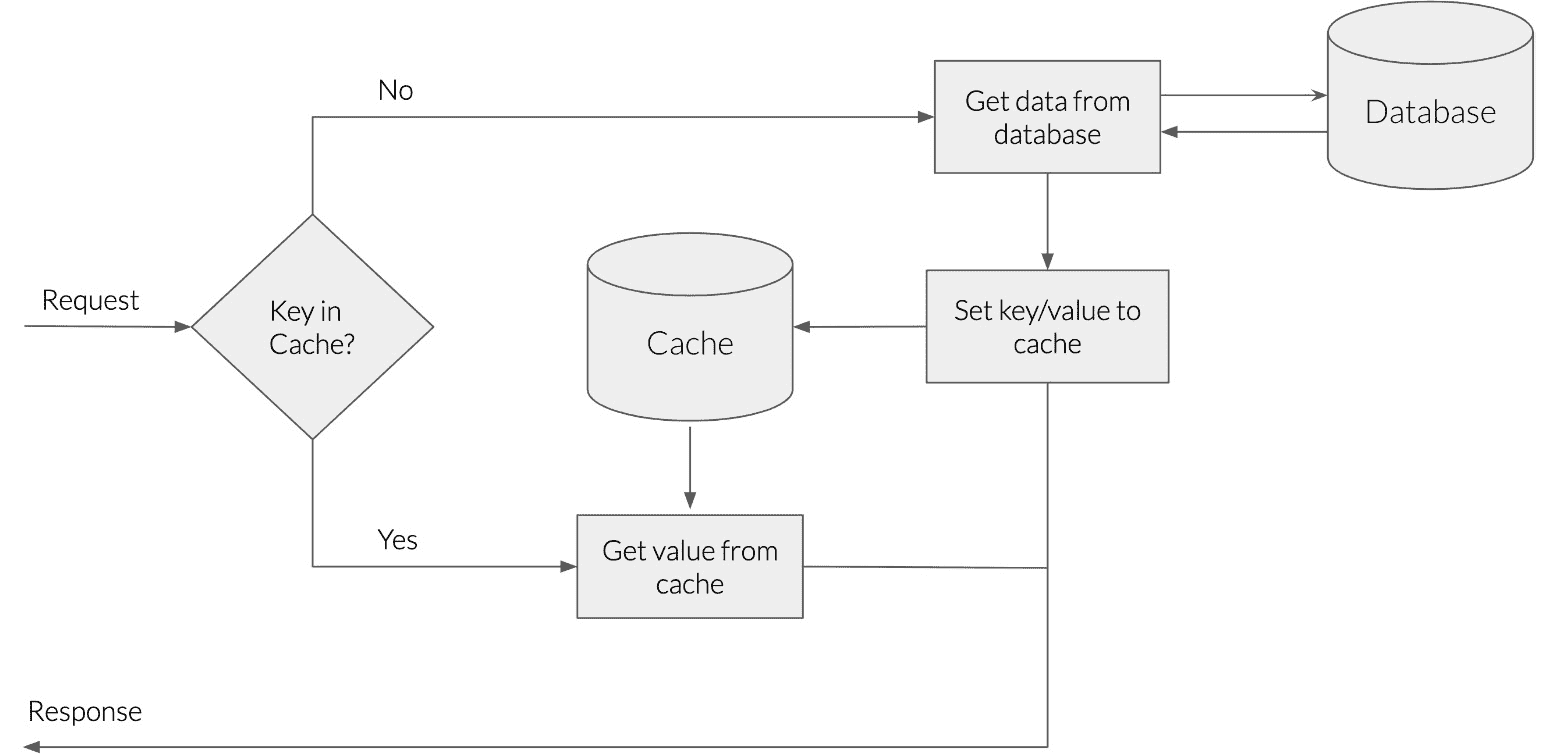 No
Get data from
database
Database
Request
Key in
Cache?
Cache
Set key/value to
cache
Yes
Get value from
cache
Response